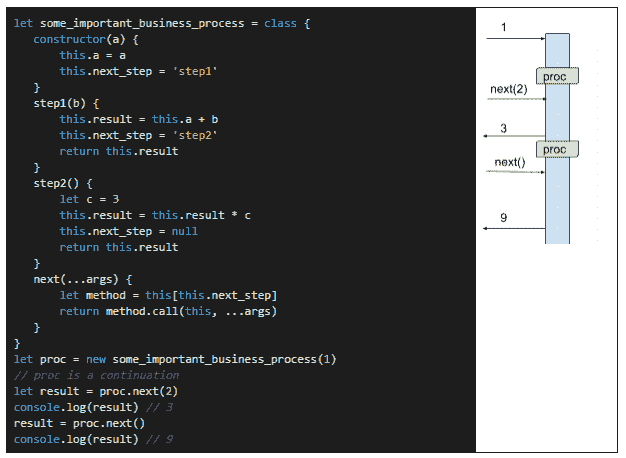 let some_important_business_process = class {
constructor(a) {
this.a = a
this.next_step = 'step1'
}
step1(b) {
this.result = this.a + b
this.next_step = 'step2'
return this.result
}
step2() {
let c = 3
this.result = this.result * c
this.next_step = null
return this.result
}
next(...args) {
let method = this[this.next_step]
return method.call(this, ...args)
}
}
let proc = new some_important_business_process(1)
// proc is a continuation
let result = proc.next(2)
console.log(result) // 3
result = proc.next()
console.log(result) // 9
1
proc
next(2)
3
proc
next()
9